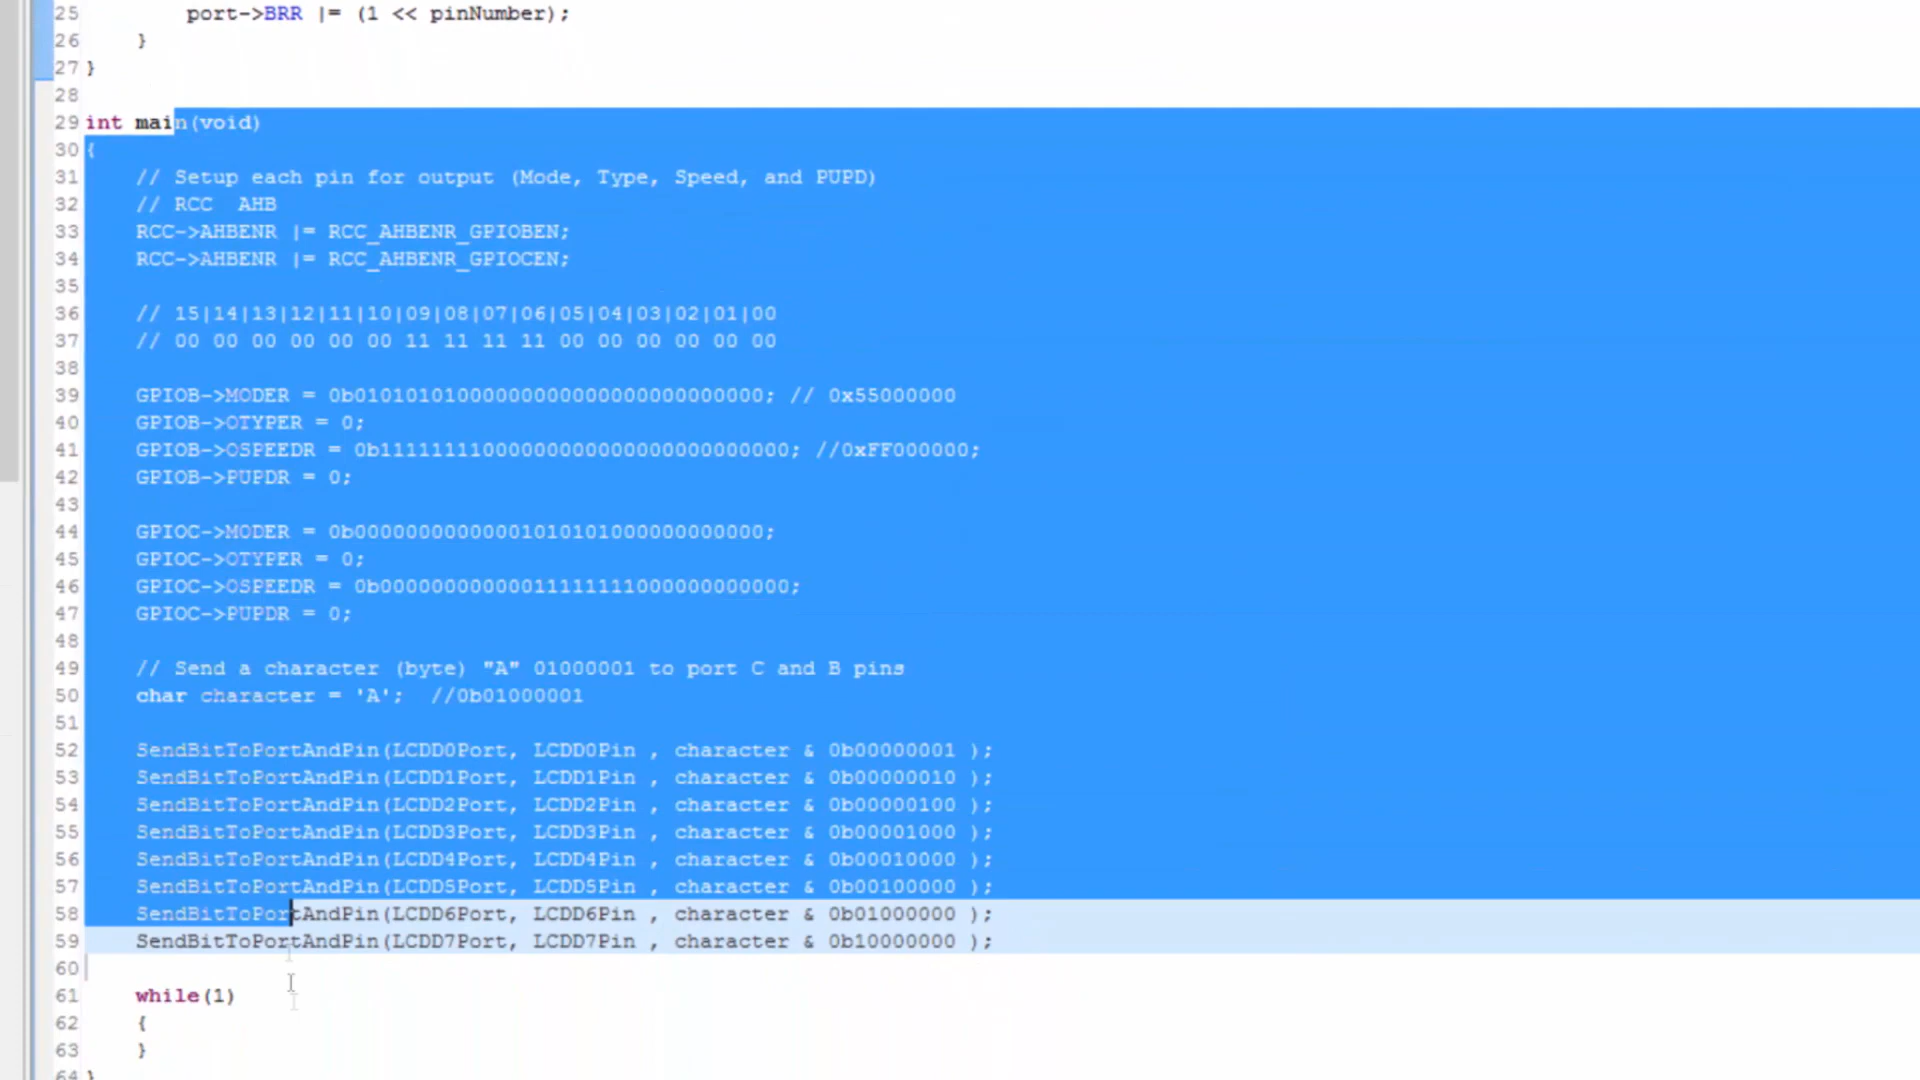 25 port->BRR |= (1 << pinNumber);
26 }
27 }
28
29 int main(void)
30 {
31 // Setup each pin for output (Mode, Type, Speed, and PUPD)
32 // RCC  AHB
33 RCC->AHBENR |= RCC_AHBENR_GPIOBEN;
34 RCC->AHBENR |= RCC_AHBENR_GPIOCEN;
35
36 // 15|14|13|12|11|10|09|08|07|06|05|04|03|02|01|00
37 // 00 00 00 00 00 00 11 11 11 11 00 00 00 00 00 00
38
39 GPIOB->MODER = 0b01010101000000000000000000000000; // 0x55000000
40 GPIOB->OTYPER = 0;
41 GPIOB->OSPEEDR = 0b11111111000000000000000000000000; //0xFF000000;
42 GPIOB->PUPDR = 0;
43
44 GPIOC->MODER = 0b00000000000001010101000000000000;
45 GPIOC->OTYPER = 0;
46 GPIOC->OSPEEDR = 0b00000000000011111111000000000000;
47 GPIOC->PUPDR = 0;
48
49 // Send a character (byte) "A" 01000001 to port C and B pins
50 char character = 'A';  //0b01000001
51
52 SendBitToPortAndPin(LCDD0Port, LCDD0Pin , character & 0b00000001 );
53 SendBitToPortAndPin(LCDD1Port, LCDD1Pin , character & 0b00000010 );
54 SendBitToPortAndPin(LCDD2Port, LCDD2Pin , character & 0b00000100 );
55 SendBitToPortAndPin(LCDD3Port, LCDD3Pin , character & 0b00001000 );
56 SendBitToPortAndPin(LCDD4Port, LCDD4Pin , character & 0b00010000 );
57 SendBitToPortAndPin(LCDD5Port, LCDD5Pin , character & 0b00100000 );
58 SendBitToPortAndPin(LCDD6Port, LCDD6Pin , character & 0b01000000 );
59 SendBitToPortAndPin(LCDD7Port, LCDD7Pin , character & 0b10000000 );
60
61 while(1)
62 {
63 }
64 }